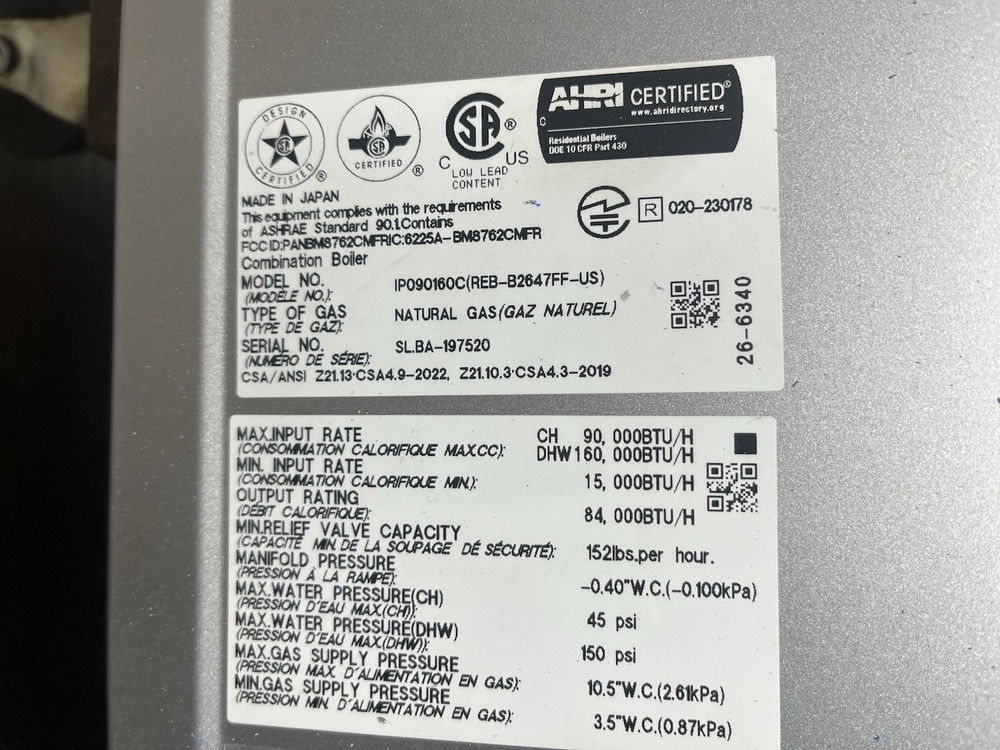 DESIGN
CERTIFIED
®
SA
CERTIFIED
®
SA ®
C US
LOW LEAD
CONTENT
AHRI CERTIFIED®
www.ahridirectory.org
C
Residential Boilers
DOE 10 CFR Part 430
MADE IN JAPAN
This equipment complies with the requirements
of ASHRAE Standard 90.1.Contains
FCC ID:PANBM8762CMFRIC:6225A-BM8762CMFR
R 020-230178
Combination Boiler
MODEL NO. IP090160C(REB-B2647FF-US)
(MODÈLE NO.):
TYPE OF GAS NATURAL GAS(GAZ NATUREL)
(TYPE DE GAZ):
SERIAL NO. SL.BA-197520
(NUMÉRO DE SÉRIE):
CSA/ANSI Z21.13·CSA4.9-2022, Z21.10.3·CSA4.3-2019
26-6340
MAX.INPUT RATE CH 90,000BTU/H
(CONSOMMATION CALORIFIQUE MAX.CC): DHW160,000BTU/H
MIN. INPUT RATE
(CONSOMMATION CALORIFIQUE MIN.): 15,000BTU/H
OUTPUT RATING
(DÉBIT CALORIFIQUE): 84,000BTU/H
MIN.RELIEF VALVE CAPACITY
(CAPACITÉ MIN.DE LA SOUPAGE DÉ SÉCURITÉ): 152lbs,per hour.
MANIFOLD PRESSURE
(PRESSION À LA RAMPE): -0.40"W.C.(-0.100kPa)
MAX.WATER PRESSURE(CH)
(PRESSION D'EAU MAX.(CH)): 45 psi
MAX.WATER PRESSURE(DHW)
(PRESSION D'EAU MAX.(DHW)): 150 psi
MAX.GAS SUPPLY PRESSURE
(PRESSION MAX. D'ALIMENTATION EN GAS): 10.5"W.C.(2.61kPa)
MIN.GAS SUPPLY PRESSURE
(PRESSION MIN. D'ALIMENTATION EN GAS): 3.5"W.C.(0.87kPa)